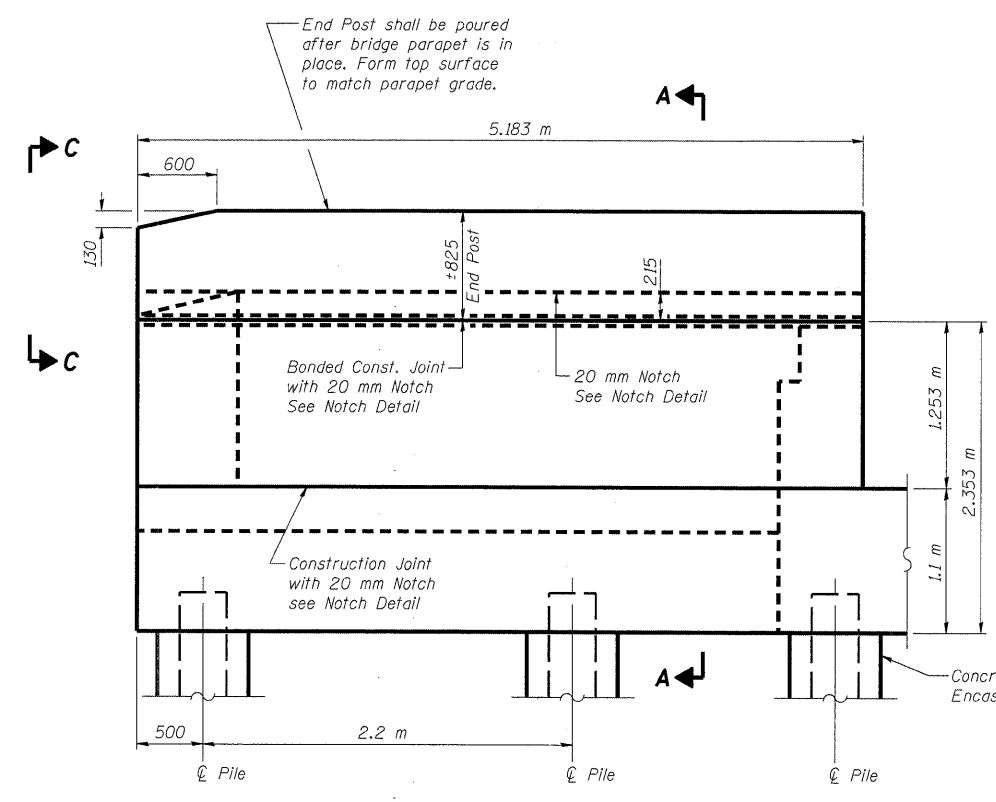 End Post shall be poured
after bridge parapet is in
place. Form top surface
to match parapet grade.
A
5.183 m
C
600
130
±825
End Post
215
C
Bonded Const. Joint
with 20 mm Notch
See Notch Detail
20 mm Notch
See Notch Detail
1.253 m
2.353 m
1.1 m
Construction Joint
with 20 mm Notch
see Notch Detail
A
Concr
Encas
500
2.2 m
℄ Pile
℄ Pile
℄ Pile